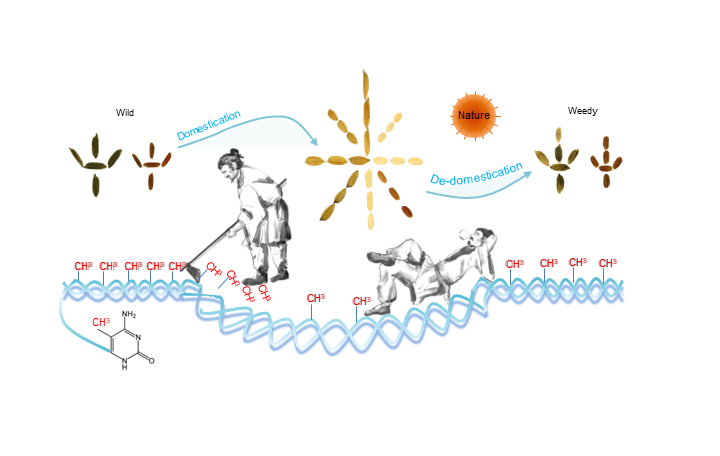 Wild
Domestication
Nature
Weedy
De-domestication
CH³ CH³ CH³ CH³ CH³ CH³ CH³ CH³ CH³ CH³ CH³ CH³ CH³ CH³ CH³
CH³
NH₂
N
O
N
H